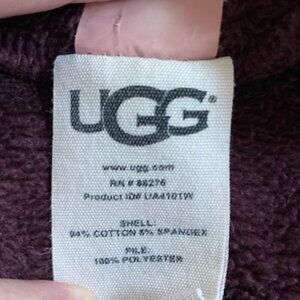 UGG®
www.ugg.com
RN # 88276
Product ID# UA4101W
SHELL:
94% COTTON 6% SPANDEX
PILE:
100% POLYESTER